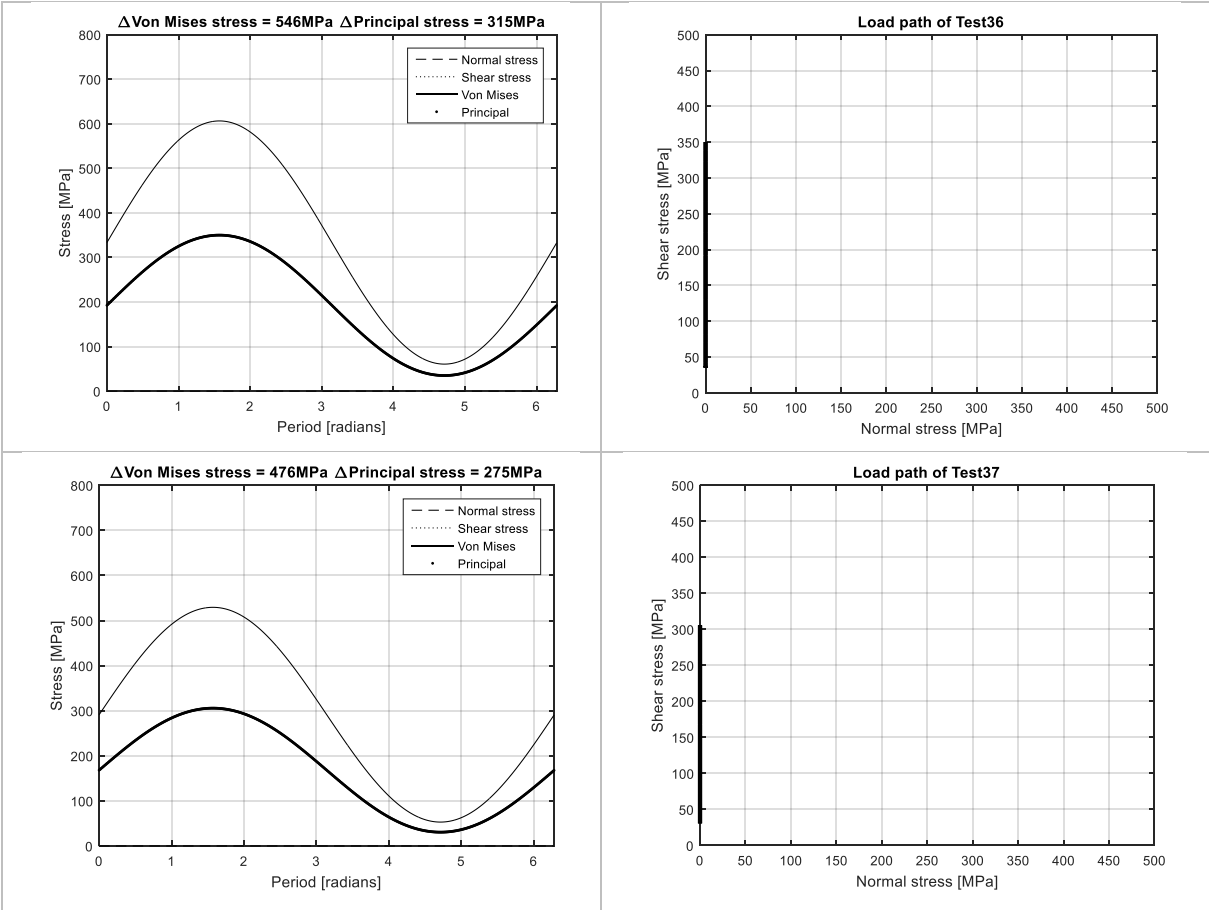 ΔVon Mises stress = 546MPa ΔPrincipal stress = 315MPa
800
700
600
500
400
300
200
100
0
Stress [MPa]
Normal stress
Shear stress
Von Mises
Principal
0 1 2 3 4 5 6
Period [radians]
Load path of Test36
500
450
400
350
300
250
200
150
100
50
0
Shear stress [MPa]
0 50 100 150 200 250 300 350 400 450 500
Normal stress [MPa]
ΔVon Mises stress = 476MPa ΔPrincipal stress = 275MPa
800
700
600
500
400
300
200
100
0
Stress [MPa]
Normal stress
Shear stress
Von Mises
Principal
0 1 2 3 4 5 6
Period [radians]
Load path of Test37
500
450
400
350
300
250
200
150
100
50
0
Shear stress [MPa]
0 50 100 150 200 250 300 350 400 450 500
Normal stress [MPa]